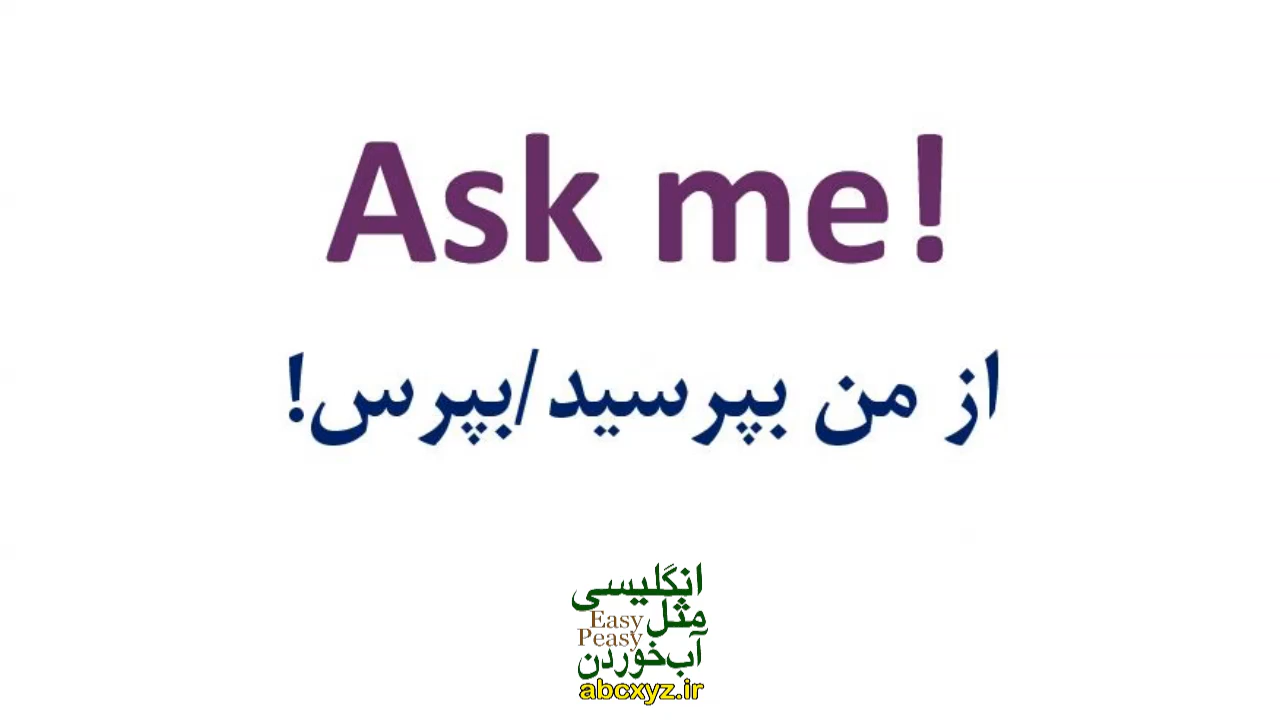 Ask me!
از من بپرسید/بپرس!
انگلیسی
مثل Easy
Peasy
آب‌خوردن
abcxyz.ir